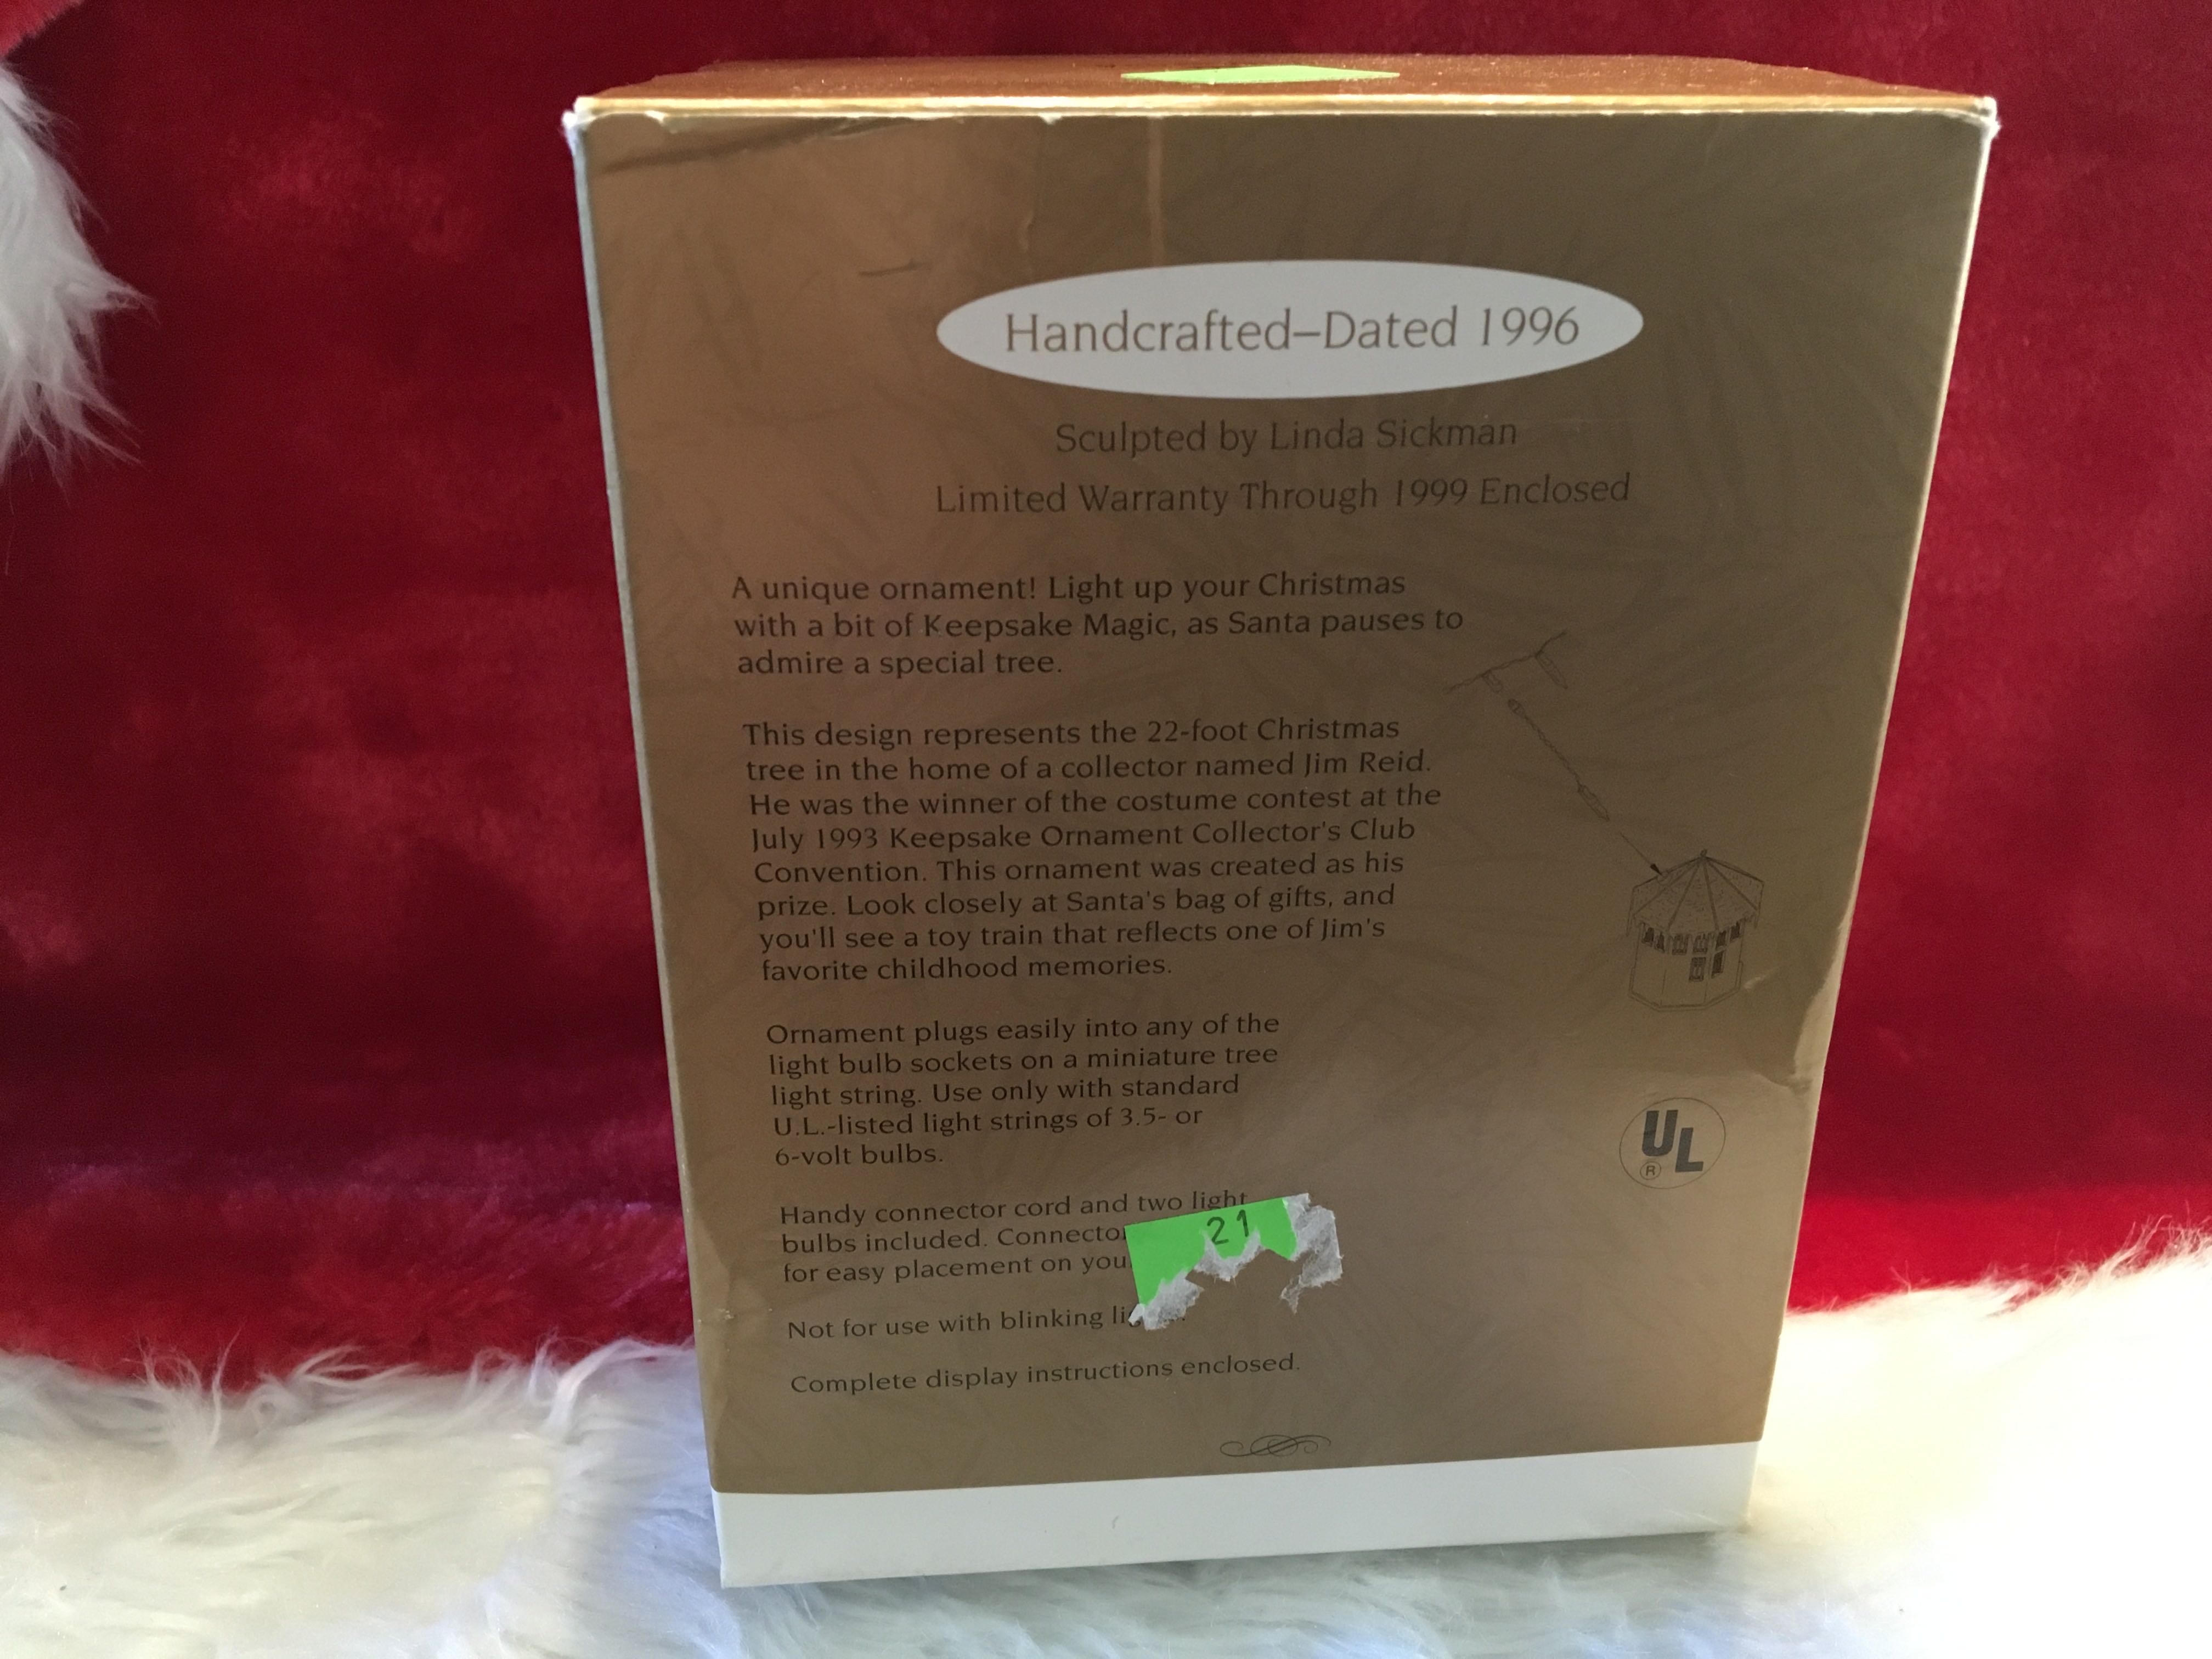 Handcrafted–Dated 1996
Sculpted by Linda Sickman
Limited Warranty Through 1999 Enclosed
A unique ornament! Light up your Christmas
with a bit of Keepsake Magic, as Santa pauses to
admire a special tree.
This design represents the 22-foot Christmas
tree in the home of a collector named Jim Reid.
He was the winner of the costume contest at the
July 1993 Keepsake Ornament Collector's Club
Convention. This ornament was created as his
prize. Look closely at Santa's bag of gifts, and
you'll see a toy train that reflects one of Jim's
favorite childhood memories.
Ornament plugs easily into any of the
light bulb sockets on a miniature tree
light string. Use only with standard
U.L.-listed light strings of 3.5- or
6-volt bulbs.
UL
®
Handy connector cord and two light
bulbs included.
for easy placement on
21
Not for use with blinking
Complete display instructions enclosed.